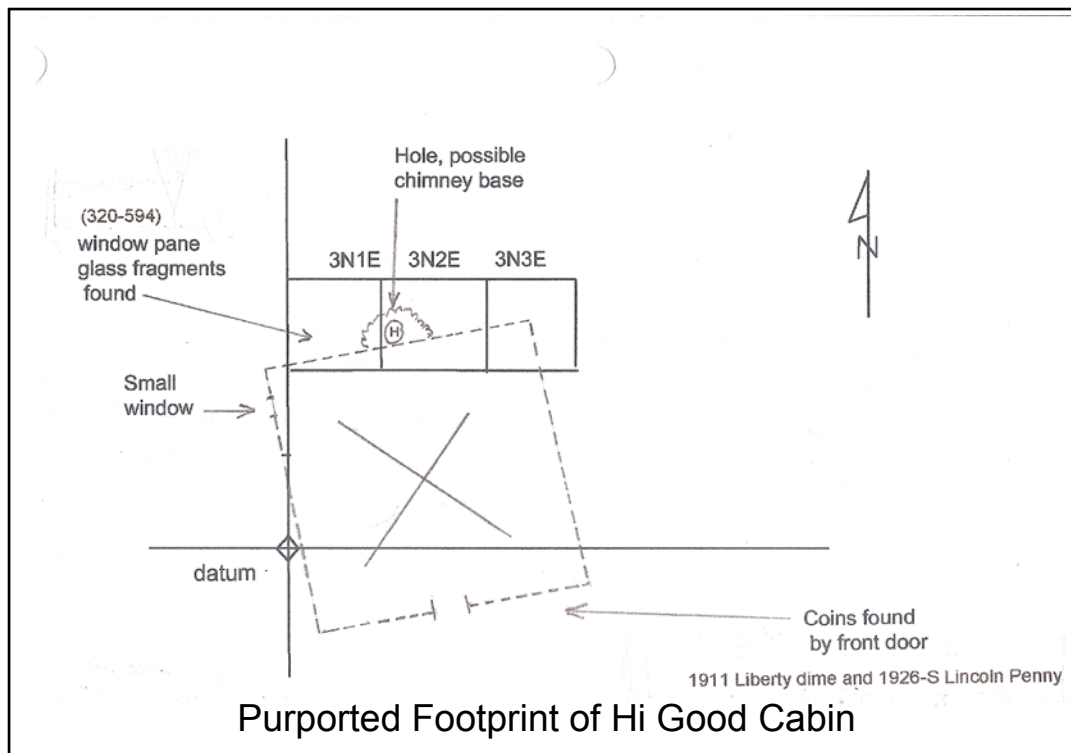 Hole, possible
chimney base
(320-594)
window pane
glass fragments
found
3N1E 3N2E 3N3E
H
N
Small
window
datum
Coins found
by front door
1911 Liberty dime and 1926-S Lincoln Penny
Purported Footprint of Hi Good Cabin